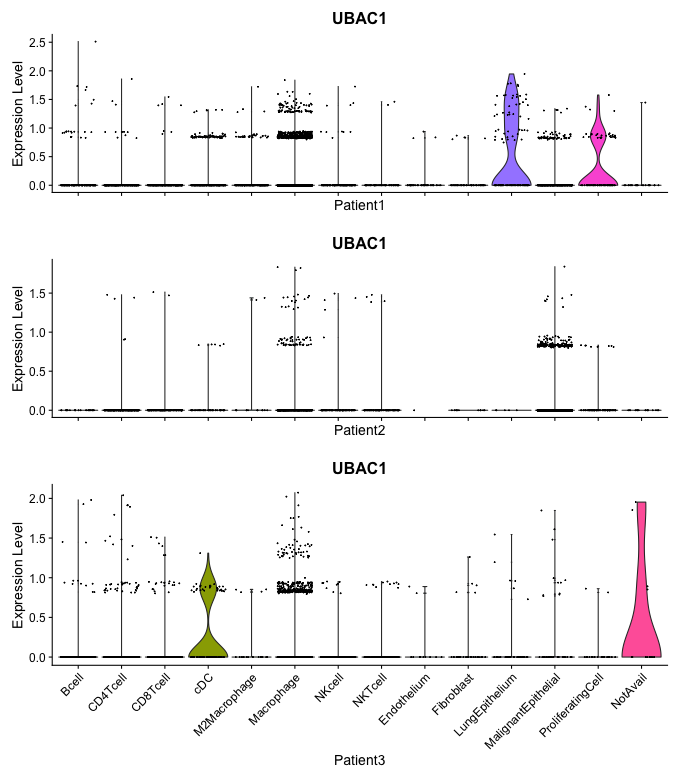 UBAC1
Expression Level
2.5
2.0
1.5
1.0
0.5
0.0
Patient1
UBAC1
Expression Level
1.5
1.0
0.5
0.0
Patient2
UBAC1
Expression Level
2.0
1.5
1.0
0.5
0.0
Bcell
CD4Tcell
CD8Tcell
cDC
M2Macrophage
Macrophage
NKcell
NKTcell
Endothelium
Fibroblast
LungEpithelium
MalignantEpithelial
ProliferatingCell
NotAvail
Patient3